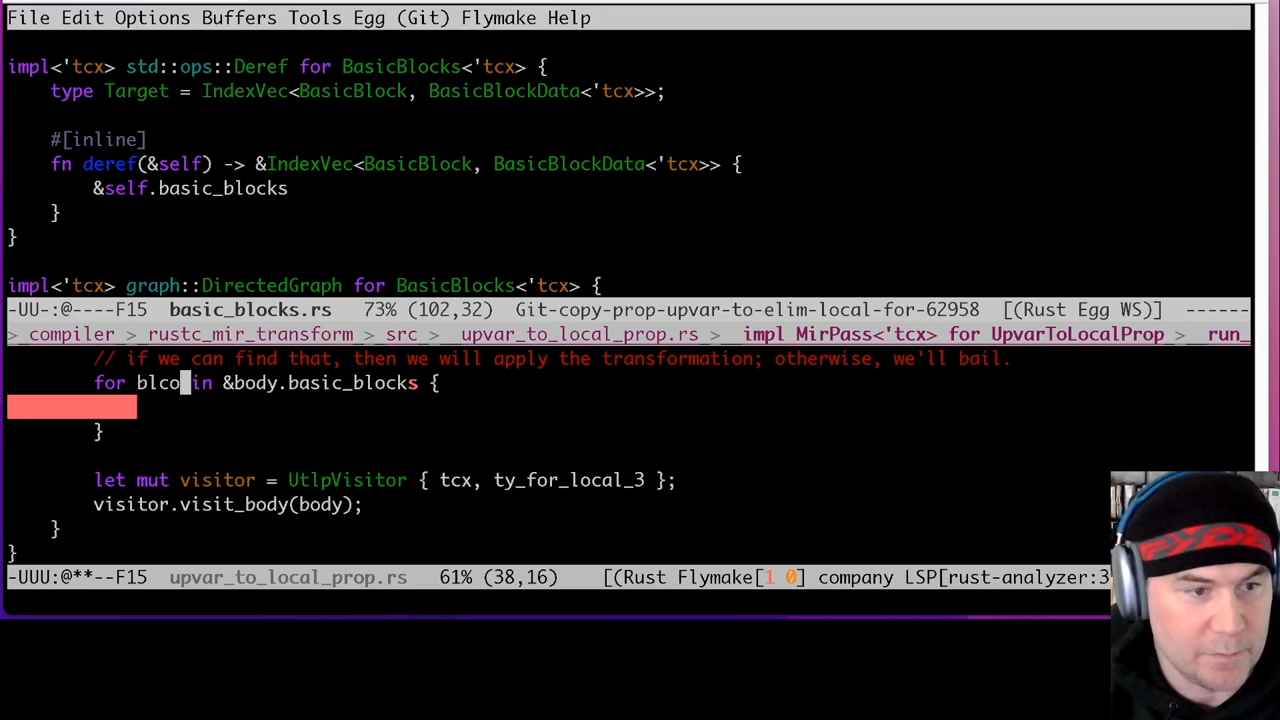 File Edit Options Buffers Tools Egg (Git) Flymake Help
impl<'tcx> std::ops::Deref for BasicBlocks<'tcx> {
    type Target = IndexVec<BasicBlock, BasicBlockData<'tcx>>;
    #[inline]
    fn deref(&self) -> &IndexVec<BasicBlock, BasicBlockData<'tcx>> {
        &self.basic_blocks
    }
}
impl<'tcx> graph::DirectedGraph for BasicBlocks<'tcx> {
-UU-:@----F15  basic_blocks.rs   73% (102,32)   Git-copy-prop-upvar-to-elim-local-for-62958  [(Rust Egg WS)] ------
> compiler > rustc_mir_transform > src > upvar_to_local_prop.rs > impl MirPass<'tcx> for UpvarToLocalProp > run_
        // if we can find that, then we will apply the transformation; otherwise, we'll bail.
        for blco in &body.basic_blocks {
        }
        let mut visitor = UtlpVisitor { tcx, ty_for_local_3 };
        visitor.visit_body(body);
    }
}
-UUU:@**--F15  upvar_to_local_prop.rs   61% (38,16)     [(Rust Flymake[1 0] company LSP[rust-analyzer:3